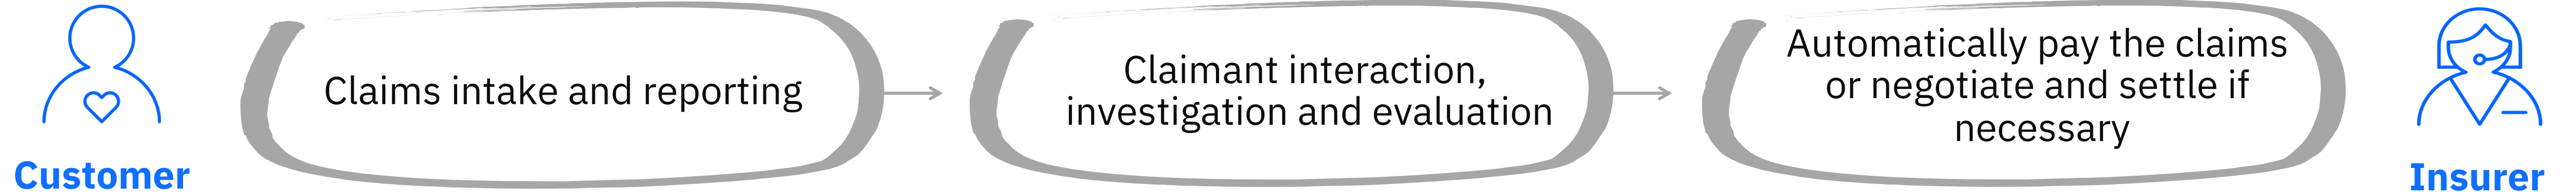 Customer
Claims intake and reporting
Claimant interaction,
investigation and evaluation
Automatically pay the claims
or negotiate and settle if
necessary
Insurer